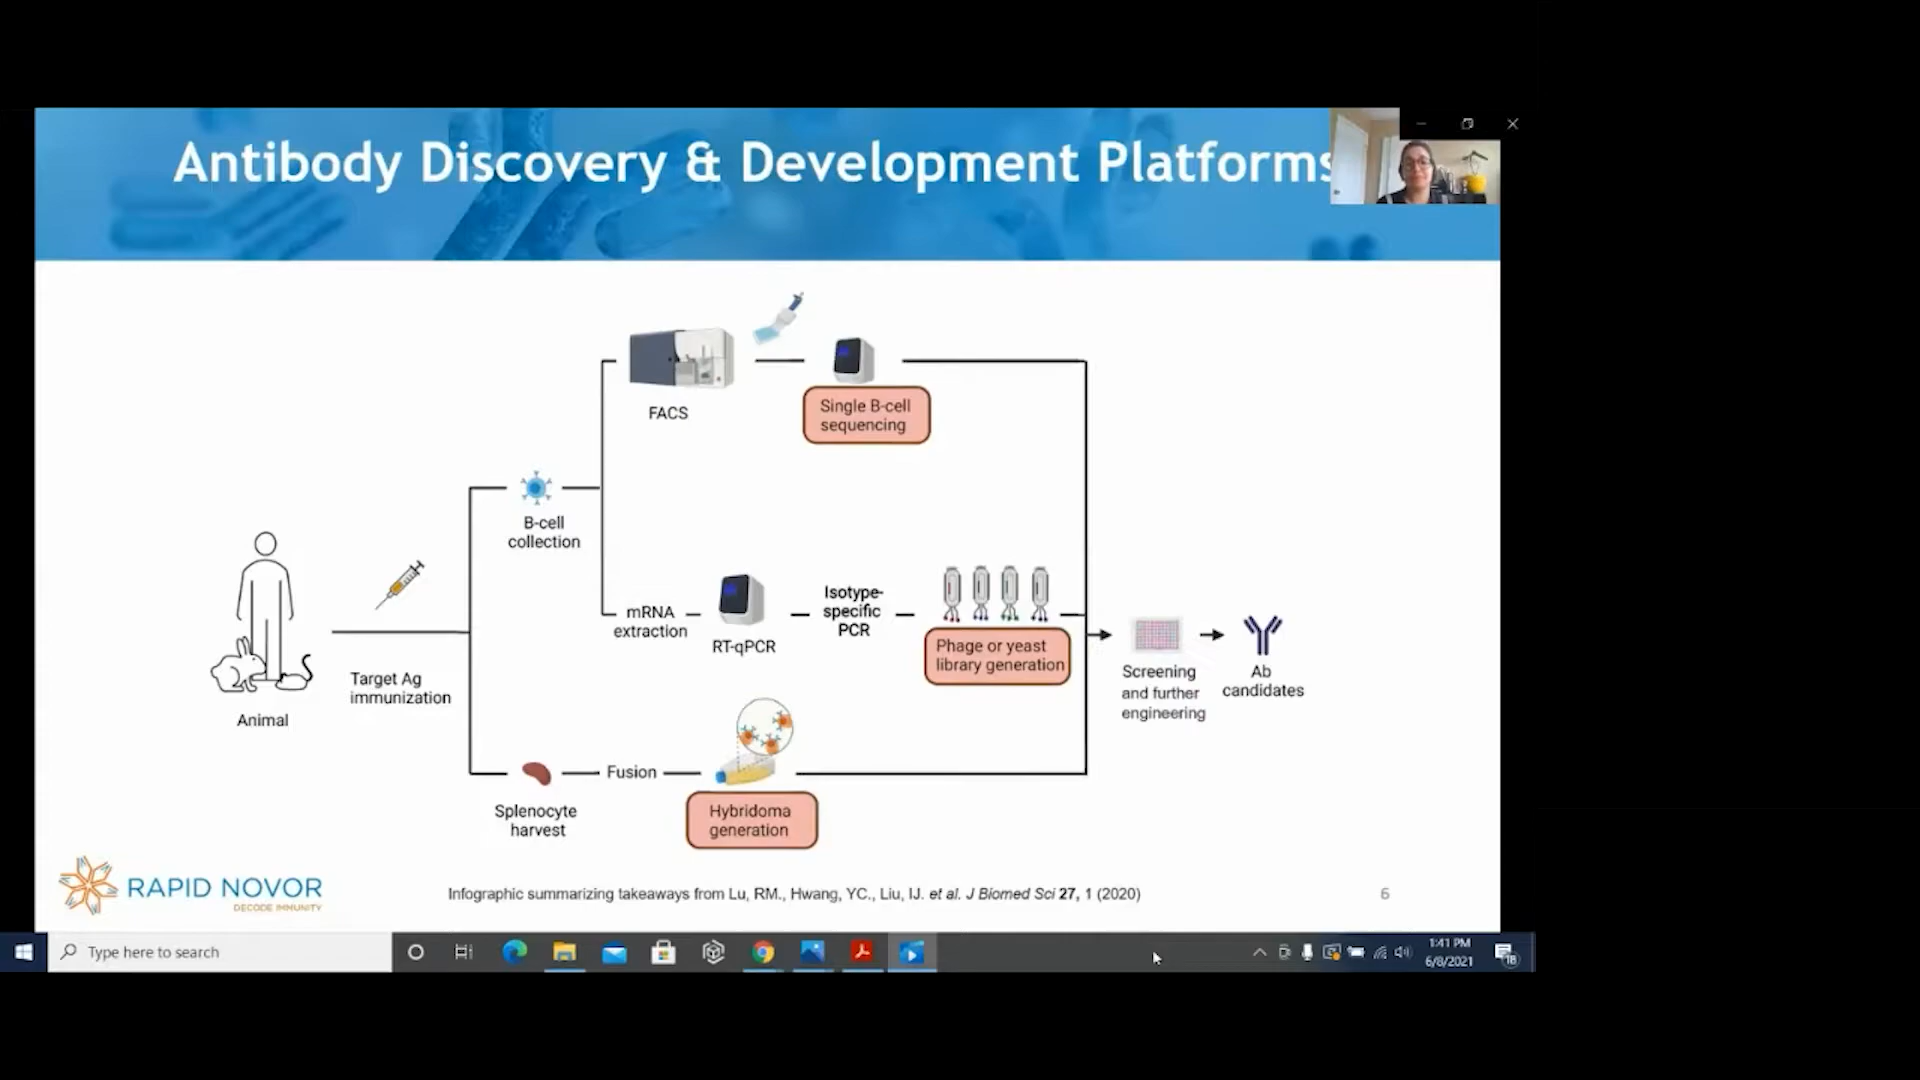 Antibody Discovery & Development Platforms
FACS
Single B-cell
sequencing
B-cell
collection
mRNA
extraction
RT-qPCR
Isotype-
specific
PCR
Phage or yeast
library generation
Target Ag
immunization
Animal
Screening
and further
engineering
Ab
candidates
Splenocyte
harvest
Fusion
Hybridoma
generation
RAPID NOVOR
DECODE IMMUNITY
Infographic summarizing takeaways from Lu, RM., Hwang, YC., Liu, IJ. et al. J Biomed Sci 27, 1 (2020)
6
Type here to search
1:41 PM
6/8/2021
18